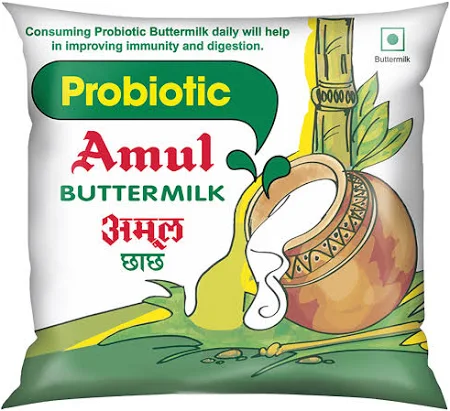 Consuming Probiotic Buttermilk daily will help
in improving immunity and digestion.
Buttermilk
Probiotic
Amul
BUTTERMILK
अमूल
छाछ